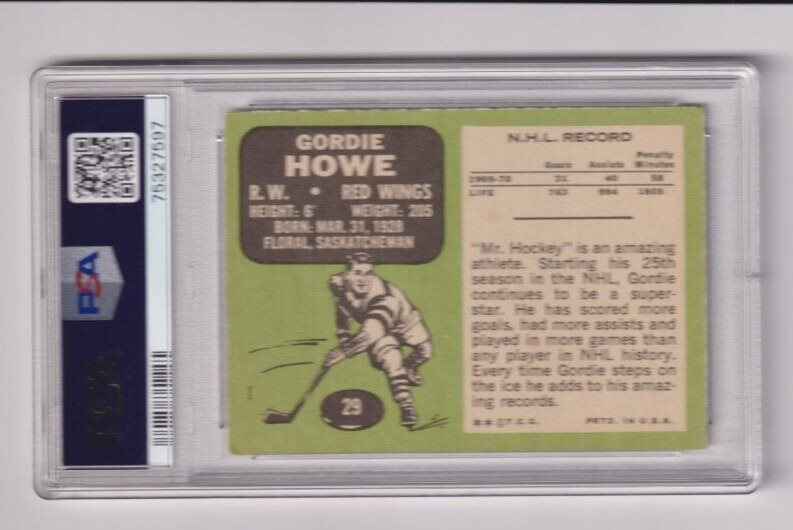 75327597
PSA
GORDIE
HOWE
R.W. • RED WINGS
HEIGHT: 6' WEIGHT: 205
BORN: MAR. 31, 1928
FLORAL, SASKATCHEWAN
29
N.H.L. RECORD
Goals Assists Penalty Minutes
1969-70 31 40 58
LIFE 763 994 1605
"Mr. Hockey" is an amazing
athlete. Starting his 25th
season in the NHL, Gordie
continues to be a super-
star. He has scored more
goals, had more assists and
played in more games than
any player in NHL history.
Every time Gordie steps on
the ice he adds to his amaz-
ing records.
** © T.C.G. PRTD. IN U.S.A.